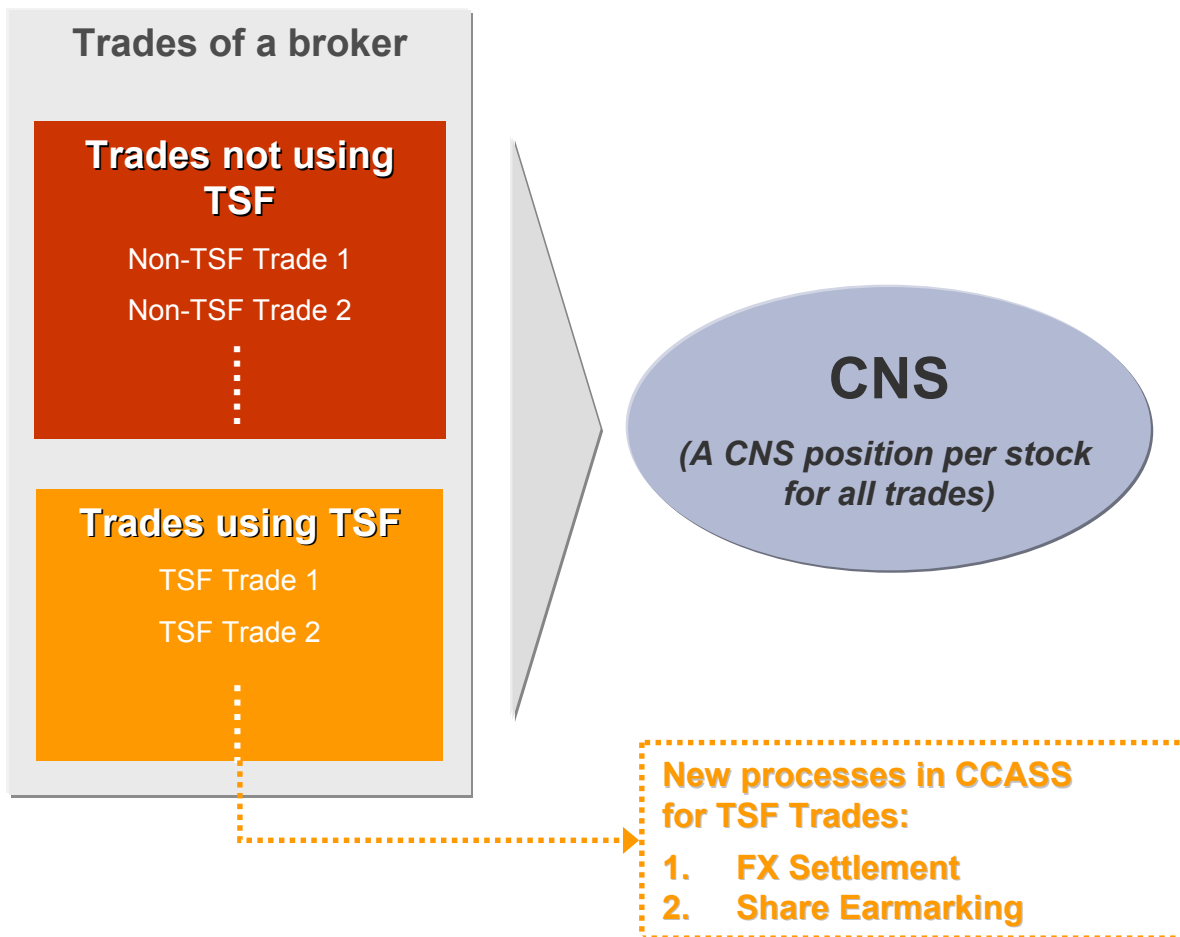 Trades of a broker
Trades not using
TSF
Non-TSF Trade 1
Non-TSF Trade 2
Trades using TSF
TSF Trade 1
TSF Trade 2
CNS
(A CNS position per stock
for all trades)
New processes in CCASS
for TSF Trades:
1. FX Settlement
2. Share Earmarking